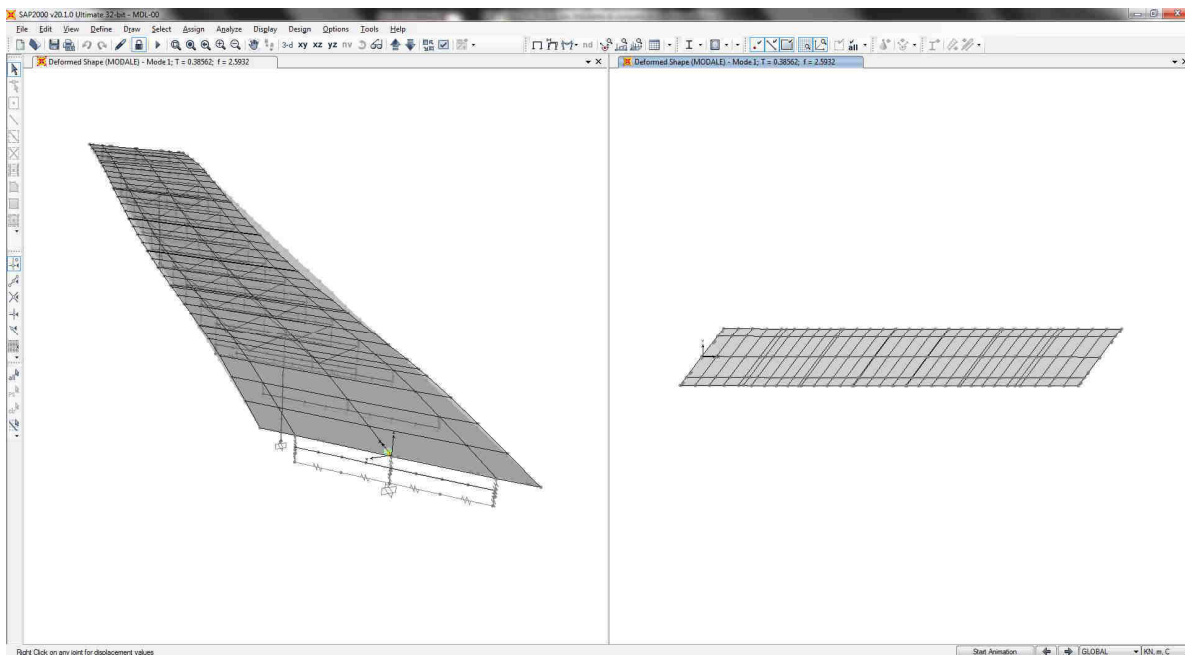 SAP2000 v20.1.0 Ultimate 32-bit - MDL-00
File Edit View Define Draw Select Assign Analyze Display Design Options Tools Help
3-d xy xz yz nv nd all
Deformed Shape (MODALE) - Mode 1; T = 0.38562; f = 2.5932
Deformed Shape (MODALE) - Mode 1; T = 0.38562; f = 2.5932
Right Click on any joint for displacement values
Start Animation
GLOBAL
KN, m, C